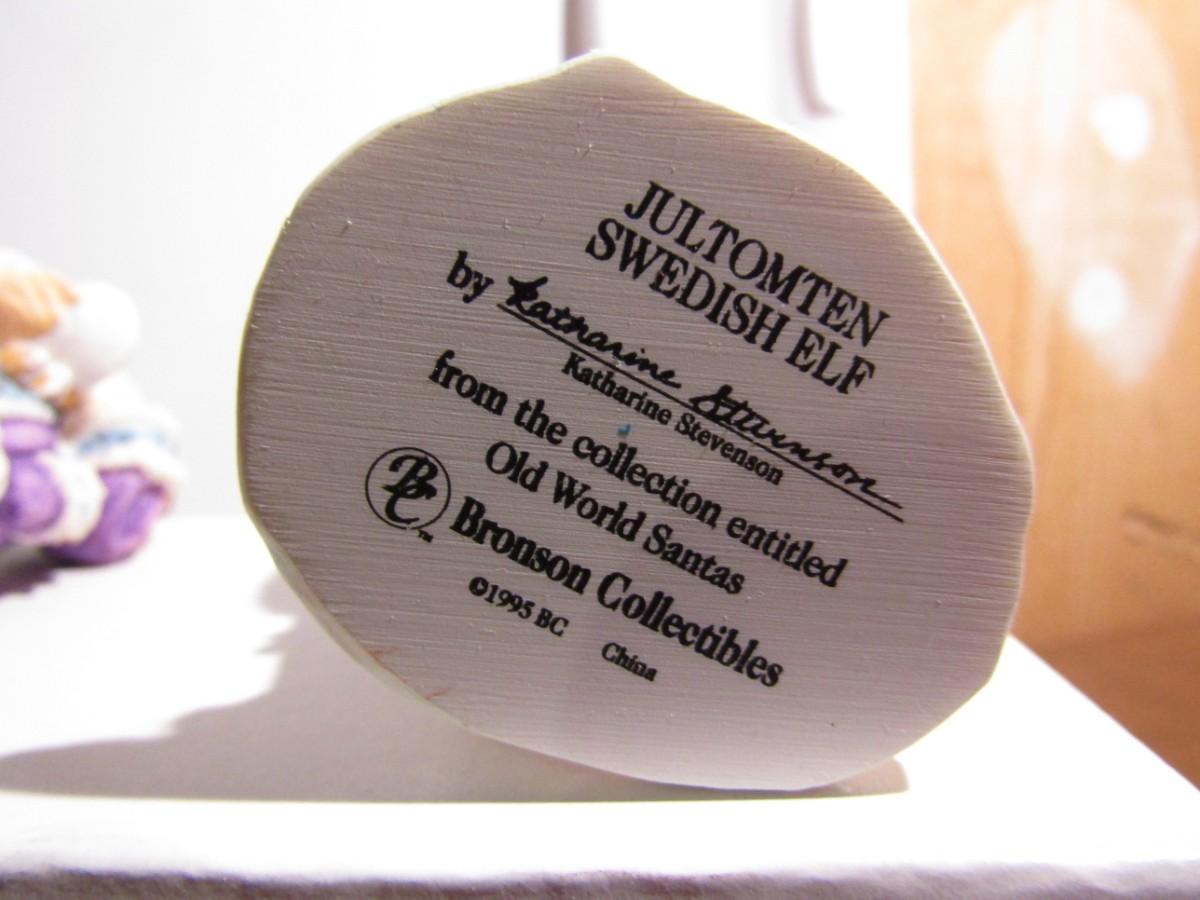 JULTOMTEN
SWEDISH ELF
by Katharine Stevenson
Katharine Stevenson
from the collection entitled
Old World Santas
BC Bronson Collectibles
™
©1995 BC China